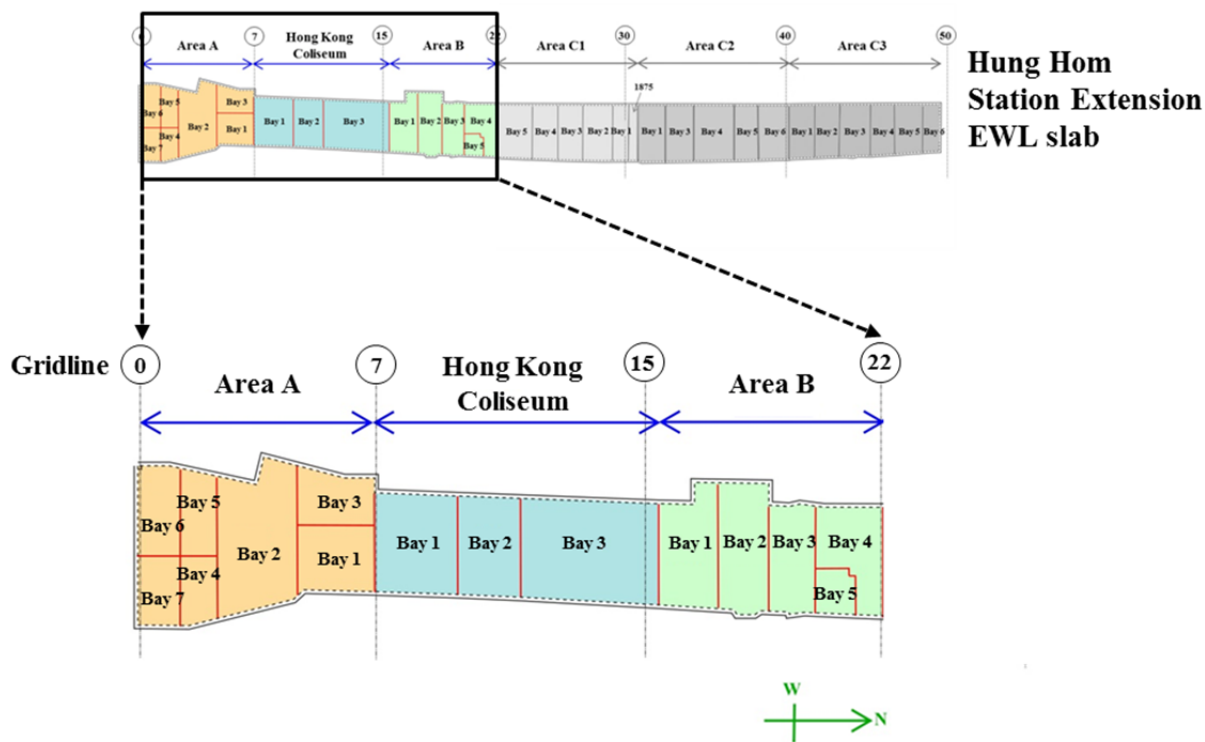 0
7
15
22
30
40
50
Area A
Hong Kong
Coliseum
Area B
Area C1
Area C2
Area C3
1875
Bay 6
Bay 5
Bay 7
Bay 4
Bay 2
Bay 3
Bay 1
Bay 1
Bay 2
Bay 3
Bay 1
Bay 2
Bay 3
Bay 4
Bay 5
Bay 5
Bay 4
Bay 3
Bay 2
Bay 1
Bay 1
Bay 3
Bay 4
Bay 5
Bay 6
Bay 1
Bay 2
Bay 3
Bay 4
Bay 5
Bay 6
Hung Hom
Station Extension
EWL slab
Gridline
0
7
15
22
Area A
Hong Kong
Coliseum
Area B
Bay 6
Bay 5
Bay 7
Bay 4
Bay 2
Bay 3
Bay 1
Bay 1
Bay 2
Bay 3
Bay 1
Bay 2
Bay 3
Bay 4
Bay 5
W
N